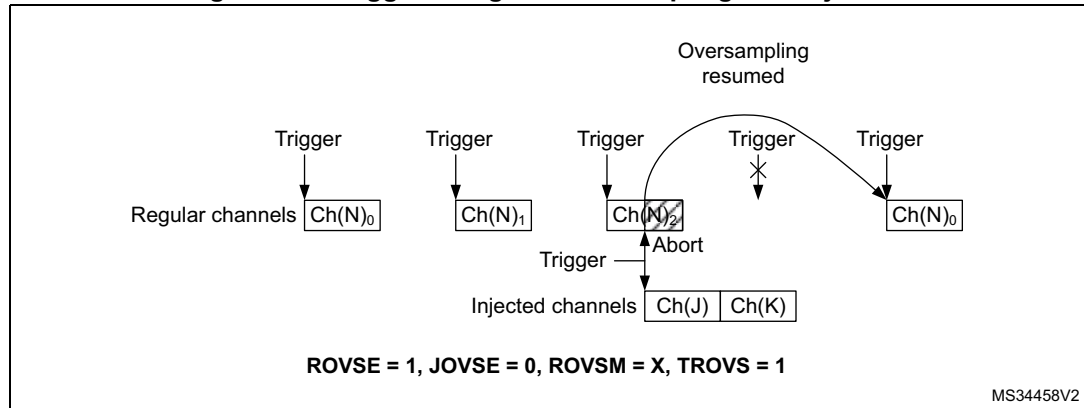 Oversampling
resumed
Trigger Trigger Trigger Trigger Trigger
Regular channels Ch(N)₀ Ch(N)₁ Ch(N)₂ Ch(N)₀
Abort
Trigger
Injected channels Ch(J) Ch(K)
ROVSE = 1, JOVSE = 0, ROVSM = X, TROVS = 1
MS34458V2